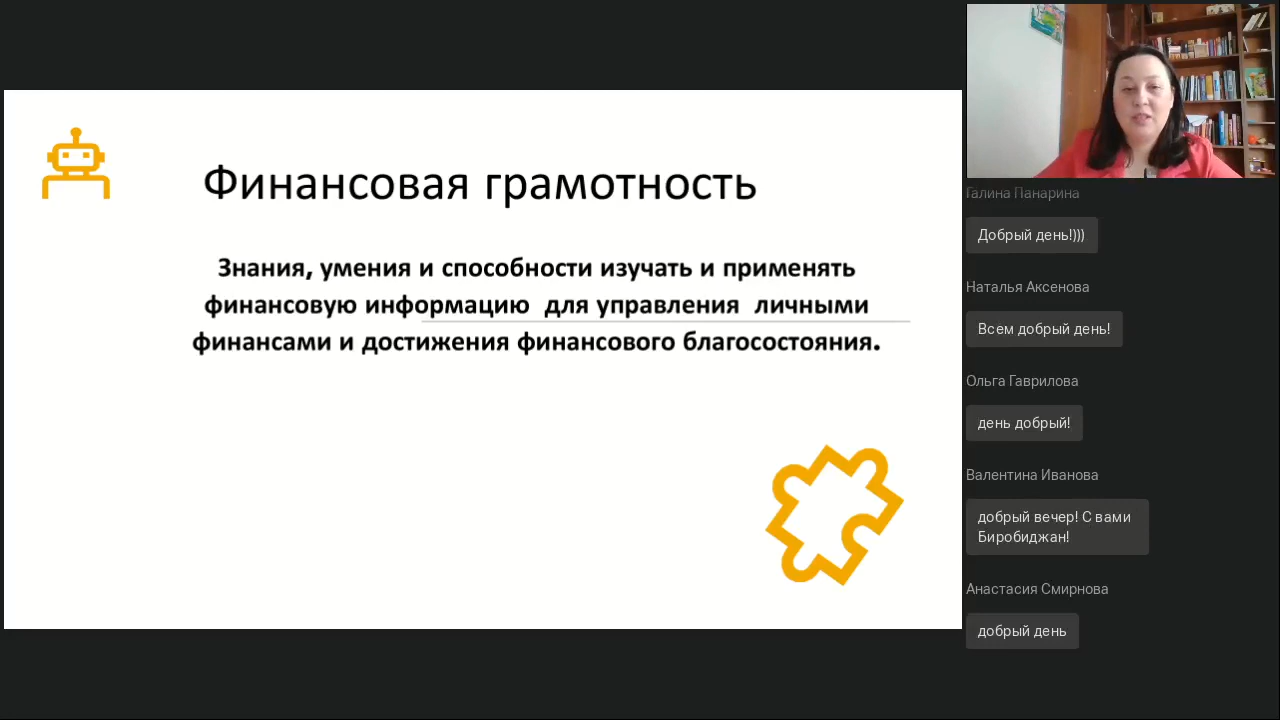 Финансовая грамотность
Знания, умения и способности изучать и применять
финансовую информацию для управления личными
финансами и достижения финансового благосостояния.
Галина Панарина
Добрый день!)))
Наталья Аксенова
Всем добрый день!
Ольга Гаврилова
день добрый!
Валентина Иванова
добрый вечер! С вами
Биробиджан!
Анастасия Смирнова
добрый день